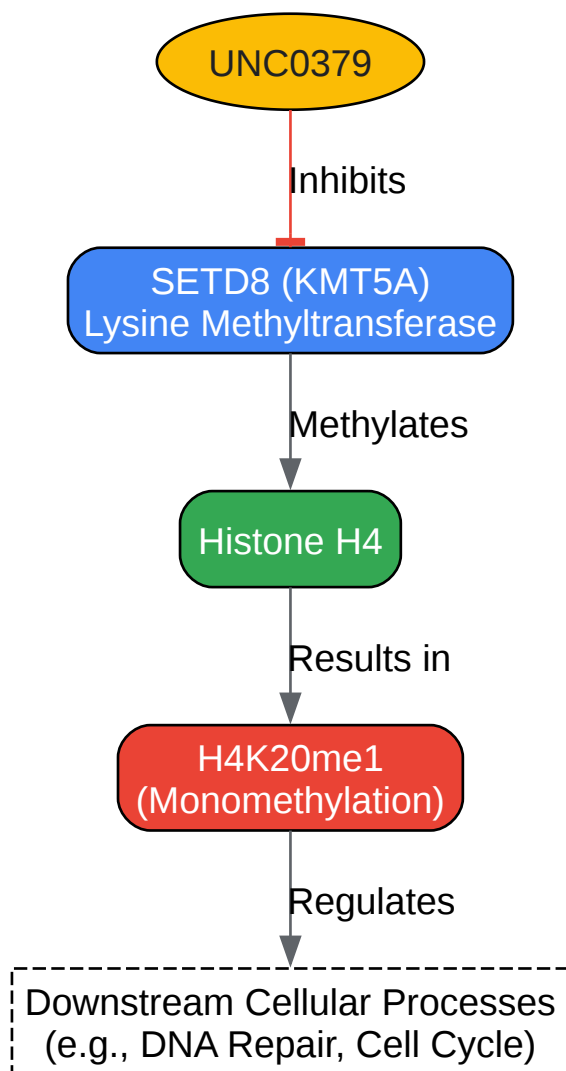 UNC0379
Inhibits
SETD8 (KMT5A)
Lysine Methyltransferase
Methylates
Histone H4
Results in
H4K20me1
(Monomethylation)
Regulates
Downstream Cellular Processes
(e.g., DNA Repair, Cell Cycle)